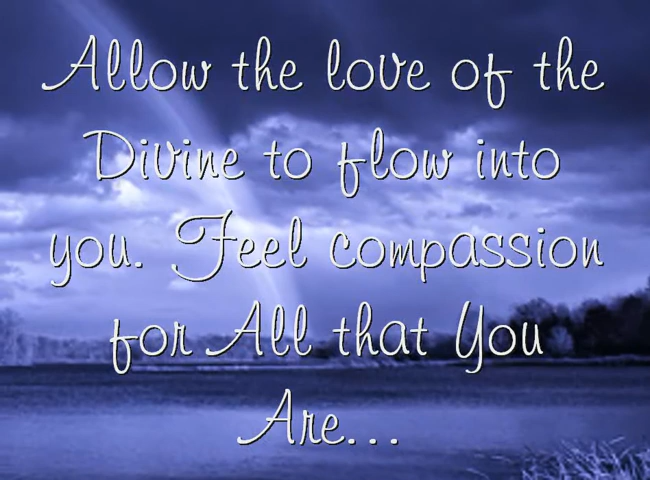 Allow the love of the
Divine to flow into
you. Feel compassion
for All that You
Are...